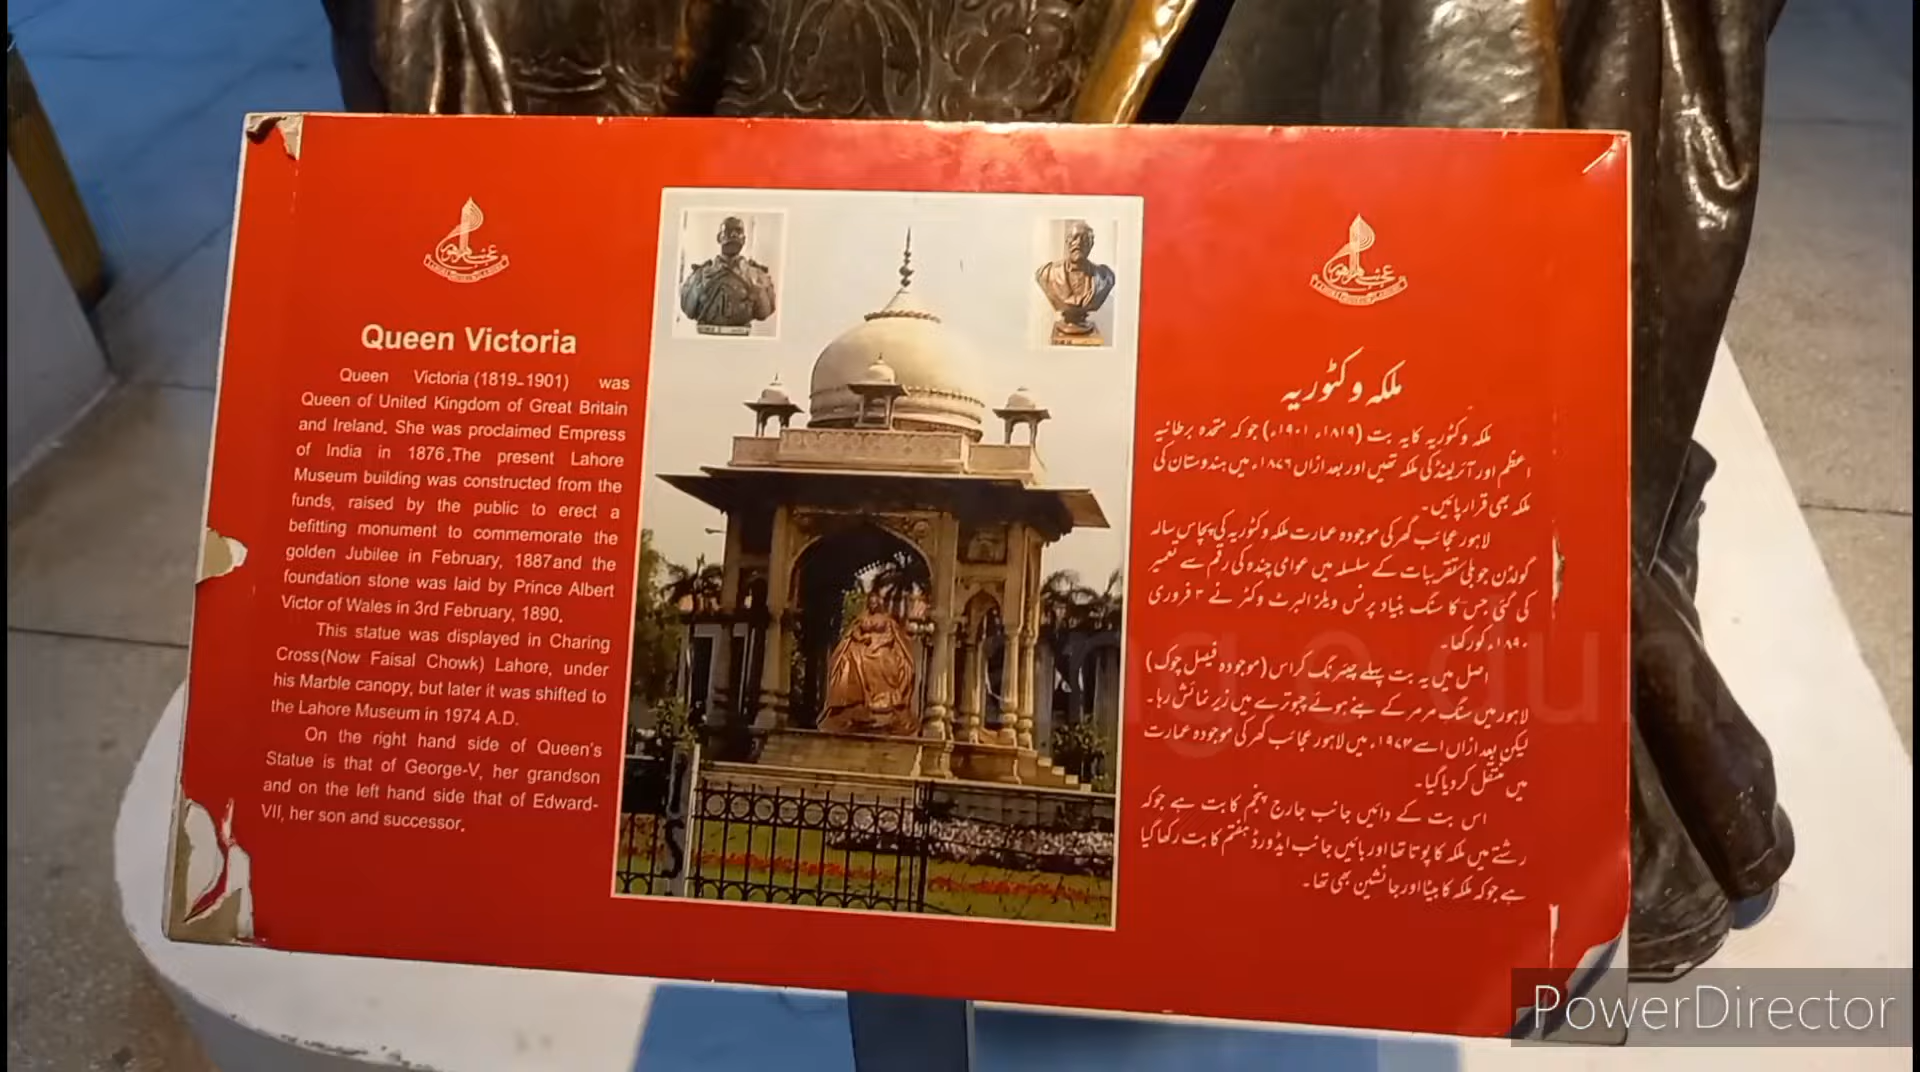 Queen Victoria
Queen Victoria (1819-1901) was
Queen of United Kingdom of Great Britain
and Ireland. She was proclaimed Empress
of India in 1876.The present Lahore
Museum building was constructed from the
funds, raised by the public to erect a
befitting monument to commemorate the
golden Jubilee in February, 1887and the
foundation stone was laid by Prince Albert
Victor of Wales in 3rd February, 1890.
This statue was displayed in Charing
Cross(Now Faisal Chowk) Lahore, under
his Marble canopy, but later it was shifted to
the Lahore Museum in 1974 A.D.
On the right hand side of Queen's
Statue is that of George-V, her grandson
and on the left hand side that of Edward-
VII, her son and successor.
ملکہ وکٹوریہ
ملکہ وکٹوریہ کایہ بت (۱۸۱۹ء ۱۹۰۱ء) جو کہ متحدہ برطانیہ
اعظم اور آئرلینڈ کی ملکہ تھیں اور بعد ازاں ۱۸۷۶ء میں ہندوستان کی
ملکہ بھی قرار پائیں۔
لاہور عجائب گھر کی موجودہ عمارت ملکہ وکٹوریہ کی پچاس سالہ
گولڈن جوبلی تقریبات کے سلسلہ میں عوامی چندہ کی رقم سے تعمیر
کی گئی جس کا سنگ بنیاد پرنس ویلز البرٹ وکٹر نے ۳ فروری
۱۸۹۰ء کو رکھا۔
اصل میں یہ بت پہلے چیئرنگ کراس (موجودہ فیصل چوک)
لاہور میں سنگ مرمر کے بنے ہوئے چبوترے میں زیر نمائش رہا۔
لیکن بعد ازاں اسے ۱۹۷۴ء میں لاہور عجائب گھر کی موجودہ عمارت
میں منتقل کر دیا گیا۔
اس بت کے دائیں جانب جارج پنجم کا بت ہے جو کہ
رشتے میں ملکہ کا پوتا تھا اور بائیں جانب ایڈورڈ ہفتم کا بت رکھا گیا
ہے جو کہ ملکہ کا بیٹا اور جانشین بھی تھا۔
PowerDirector